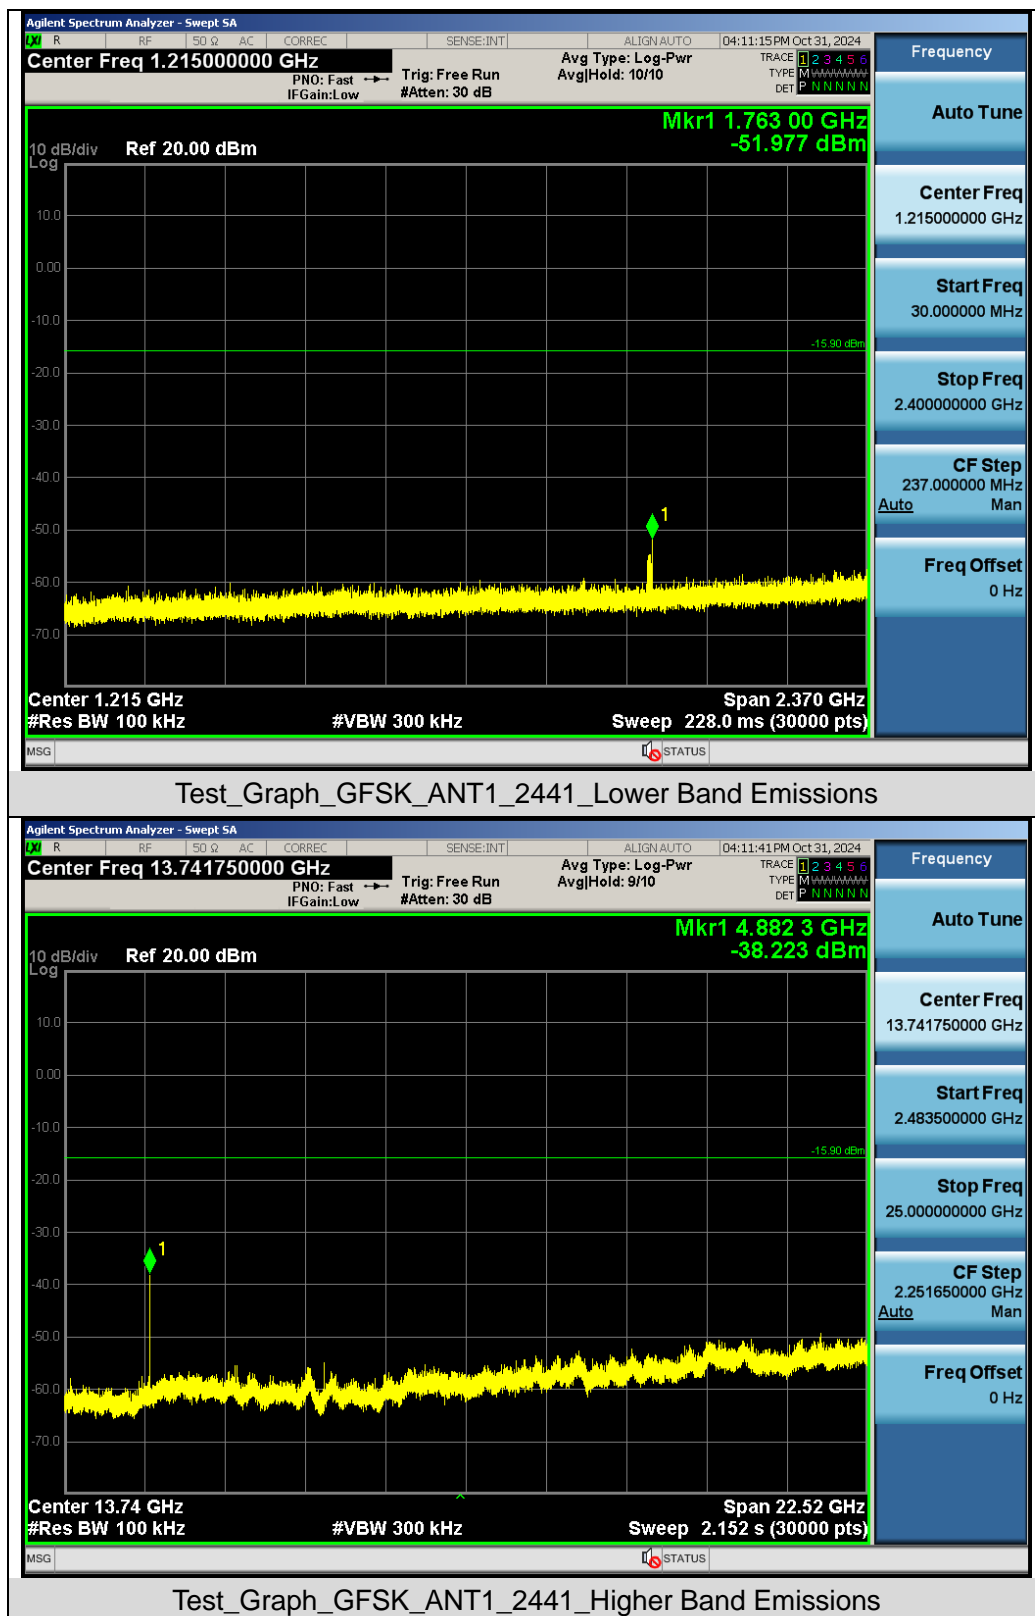 Agilent Spectrum Analyzer - Swept SA
LXI R RF 50 Ω AC CORREC SENSE:INT ALIGN AUTO 04:11:15 PM Oct 31, 2024
Center Freq 1.215000000 GHz
PNO: Fast
IFGain:Low
Trig: Free Run
#Atten: 30 dB
Avg Type: Log-Pwr
Avg|Hold: 10/10
TRACE 1 2 3 4 5 6
TYPE M WWWWW
DET P N N N N N
Mkr1 1.763 00 GHz
-51.977 dBm
10 dB/div Ref 20.00 dBm
Log
10.0
0.00
-10.0
-15.90 dBm
-20.0
-30.0
-40.0
-50.0
1
-60.0
-70.0
Center 1.215 GHz Span 2.370 GHz
#Res BW 100 kHz #VBW 300 kHz Sweep 228.0 ms (30000 pts)
MSG STATUS
Frequency
Auto Tune
Center Freq
1.215000000 GHz
Start Freq
30.000000 MHz
Stop Freq
2.400000000 GHz
CF Step
237.000000 MHz
Auto Man
Freq Offset
0 Hz
Test_Graph_GFSK_ANT1_2441_Lower Band Emissions
Agilent Spectrum Analyzer - Swept SA
LXI R RF 50 Ω AC CORREC SENSE:INT ALIGN AUTO 04:11:41 PM Oct 31, 2024
Center Freq 13.741750000 GHz
PNO: Fast
IFGain:Low
Trig: Free Run
#Atten: 30 dB
Avg Type: Log-Pwr
Avg|Hold: 9/10
TRACE 1 2 3 4 5 6
TYPE M WWWWW
DET P N N N N N
Mkr1 4.882 3 GHz
-38.223 dBm
10 dB/div Ref 20.00 dBm
Log
10.0
0.00
-10.0
-15.90 dBm
-20.0
-30.0
1
-40.0
-50.0
-60.0
-70.0
Center 13.74 GHz Span 22.52 GHz
#Res BW 100 kHz #VBW 300 kHz Sweep 2.152 s (30000 pts)
MSG STATUS
Frequency
Auto Tune
Center Freq
13.741750000 GHz
Start Freq
2.483500000 GHz
Stop Freq
25.000000000 GHz
CF Step
2.251650000 GHz
Auto Man
Freq Offset
0 Hz
Test_Graph_GFSK_ANT1_2441_Higher Band Emissions